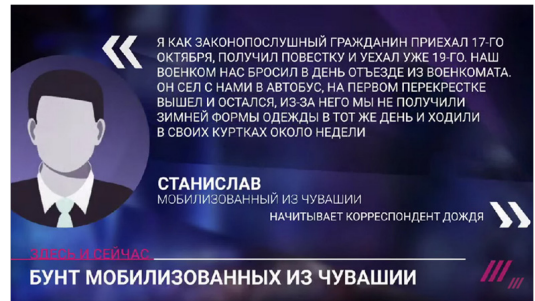 Я КАК ЗАКОНОПОСЛУШНЫЙ ГРАЖДАНИН ПРИЕХАЛ 17-ГО
ОКТЯБРЯ, ПОЛУЧИЛ ПОВЕСТКУ И УЕХАЛ УЖЕ 19-ГО. НАШ
ВОЕНКОМ НАС БРОСИЛ В ДЕНЬ ОТЪЕЗДЕ ИЗ ВОЕНКОМАТА.
ОН СЕЛ С НАМИ В АВТОБУС, НА ПЕРВОМ ПЕРЕКРЕСТКЕ
ВЫШЕЛ И ОСТАЛСЯ, ИЗ-ЗА НЕГО МЫ НЕ ПОЛУЧИЛИ
ЗИМНЕЙ ФОРМЫ ОДЕЖДЫ В ТОТ ЖЕ ДЕНЬ И ХОДИЛИ
В СВОИХ КУРТКАХ ОКОЛО НЕДЕЛИ
СТАНИСЛАВ
МОБИЛИЗОВАННЫЙ ИЗ ЧУВАШИИ
НАЧИТЫВАЕТ КОРРЕСПОНДЕНТ ДОЖДЯ
ЗДЕСЬ И СЕЙЧАС
БУНТ МОБИЛИЗОВАННЫХ ИЗ ЧУВАШИИ